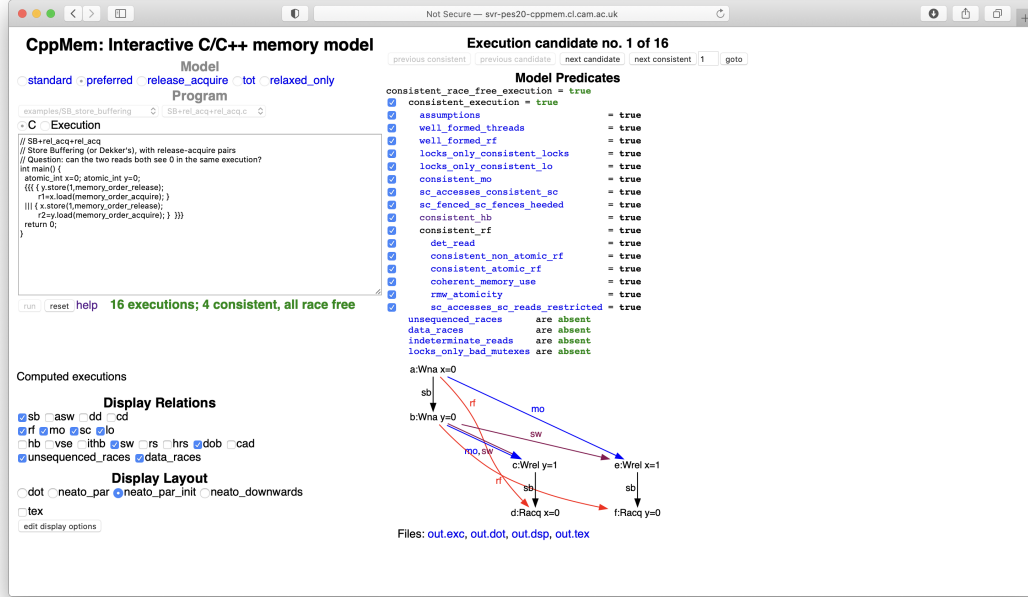 Not Secure — svr-pes20-cppmem.cl.cam.ac.uk
CppMem: Interactive C/C++ memory model
Model
standard preferred release_acquire tot relaxed_only
Program
examples/SB_store_buffering SB+rel_acq+rel_acq.c
C Execution
// SB+rel_acq+rel_acq
// Store Buffering (or Dekker's), with release-acquire pairs
// Question: can the two reads both see 0 in the same execution?
int main() {
atomic_int x=0; atomic_int y=0;
{{{ { y.store(1,memory_order_release);
r1=x.load(memory_order_acquire); }
||| { x.store(1,memory_order_release);
r2=y.load(memory_order_acquire); } }}}
return 0;
}
run reset help 16 executions; 4 consistent, all race free
Computed executions
Display Relations
sb asw dd cd
rf mo sc lo
hb vse ithb sw rs hrs dob cad
unsequenced_races data_races
Display Layout
dot neato_par neato_par_init neato_downwards
tex
edit display options
Execution candidate no. 1 of 16
previous consistent previous candidate next candidate next consistent 1 goto
Model Predicates
consistent_race_free_execution = true
consistent_execution = true
assumptions = true
well_formed_threads = true
well_formed_rf = true
locks_only_consistent_locks = true
locks_only_consistent_lo = true
consistent_mo = true
sc_accesses_consistent_sc = true
sc_fenced_sc_fences_heeded = true
consistent_hb = true
consistent_rf = true
det_read = true
consistent_non_atomic_rf = true
consistent_atomic_rf = true
coherent_memory_use = true
rmw_atomicity = true
sc_accesses_sc_reads_restricted = true
unsequenced_races are absent
data_races are absent
indeterminate_reads are absent
locks_only_bad_mutexes are absent
a:Wna x=0
sb
rf
mo
b:Wna y=0
sw
mo,sw
c:Wrel y=1
e:Wrel x=1
rf
sb
sb
d:Racq x=0
f:Racq y=0
Files: out.exc, out.dot, out.dsp, out.tex